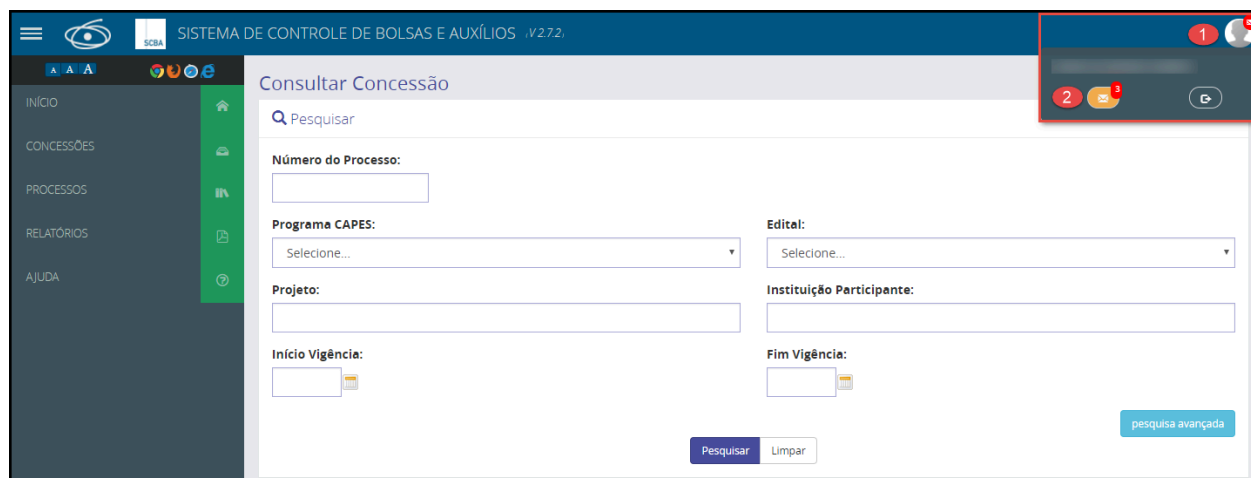 SCBA SISTEMA DE CONTROLE DE BOLSAS E AUXÍLIOS (V 2.7.2)
1
A A A
2 3
INÍCIO
CONCESSÕES
PROCESSOS
RELATÓRIOS
AJUDA
Consultar Concessão
Pesquisar
Número do Processo:
Programa CAPES: Edital:
Selecione... Selecione...
Projeto: Instituição Participante:
Início Vigência: Fim Vigência:
pesquisa avançada
Pesquisar Limpar